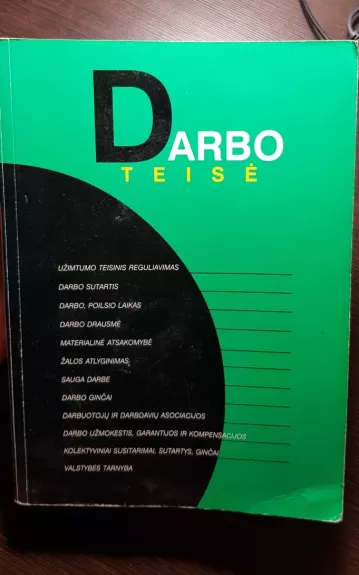 DARBO
TEISĖ
UŽIMTUMO TEISINIS REGULIAVIMAS
DARBO SUTARTIS
DARBO, POILSIO LAIKAS
DARBO DRAUSMĖ
MATERIALINĖ ATSAKOMYBĖ
ŽALOS ATLYGINIMAS
SAUGA DARBE
DARBO GINČAI
DARBUOTOJŲ IR DARBDAVIŲ ASOCIACIJOS
DARBO UŽMOKESTIS, GARANTIJOS IR KOMPENSACIJOS
KOLEKTYVINIAI SUSITARIMAI, SUTARTYS, GINČAI
VALSTYBĖS TARNYBA